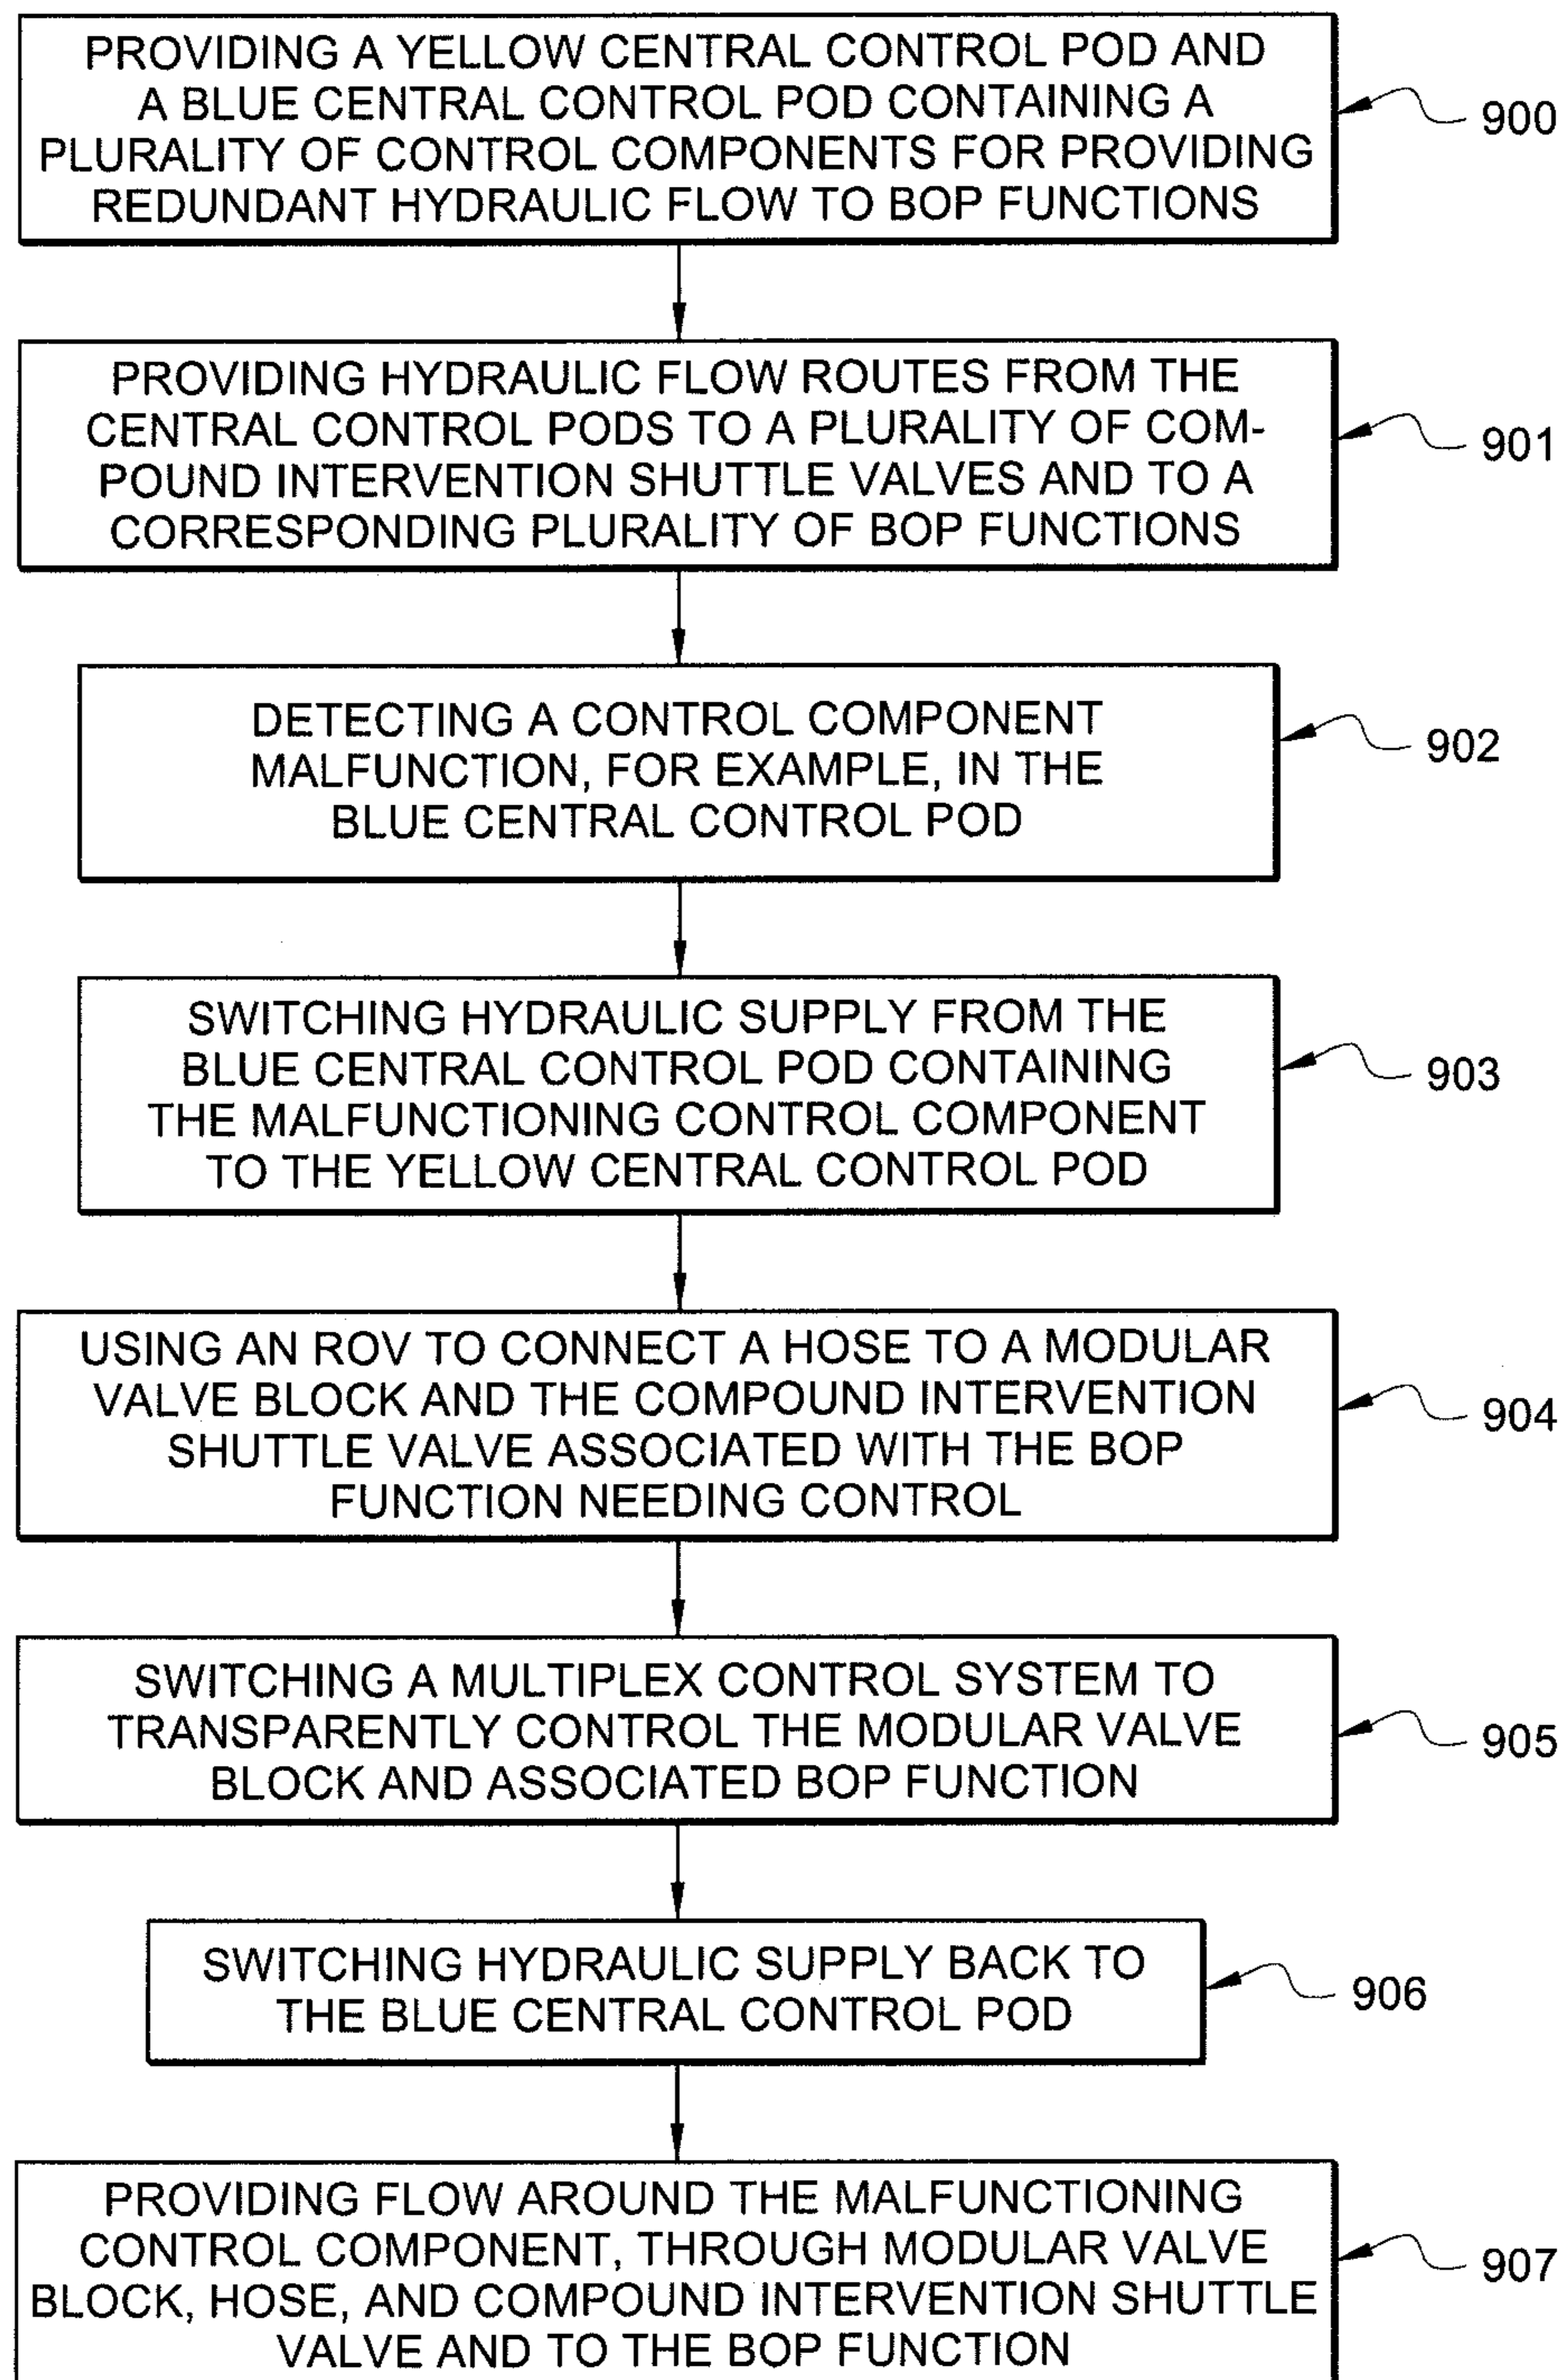 PROVIDING A YELLOW CENTRAL CONTROL POD AND
A BLUE CENTRAL CONTROL POD CONTAINING A
PLURALITY OF CONTROL COMPONENTS FOR PROVIDING
REDUNDANT HYDRAULIC FLOW TO BOP FUNCTIONS
900
PROVIDING HYDRAULIC FLOW ROUTES FROM THE
CENTRAL CONTROL PODS TO A PLURALITY OF COM-
POUND INTERVENTION SHUTTLE VALVES AND TO A
CORRESPONDING PLURALITY OF BOP FUNCTIONS
901
DETECTING A CONTROL COMPONENT
MALFUNCTION, FOR EXAMPLE, IN THE
BLUE CENTRAL CONTROL POD
902
SWITCHING HYDRAULIC SUPPLY FROM THE
BLUE CENTRAL CONTROL POD CONTAINING
THE MALFUNCTIONING CONTROL COMPONENT
TO THE YELLOW CENTRAL CONTROL POD
903
USING AN ROV TO CONNECT A HOSE TO A MODULAR
VALVE BLOCK AND THE COMPOUND INTERVENTION
SHUTTLE VALVE ASSOCIATED WITH THE BOP
FUNCTION NEEDING CONTROL
904
SWITCHING A MULTIPLEX CONTROL SYSTEM TO
TRANSPARENTLY CONTROL THE MODULAR VALVE
BLOCK AND ASSOCIATED BOP FUNCTION
905
SWITCHING HYDRAULIC SUPPLY BACK TO
THE BLUE CENTRAL CONTROL POD
906
PROVIDING FLOW AROUND THE MALFUNCTIONING
CONTROL COMPONENT, THROUGH MODULAR VALVE
BLOCK, HOSE, AND COMPOUND INTERVENTION SHUTTLE
VALVE AND TO THE BOP FUNCTION
907